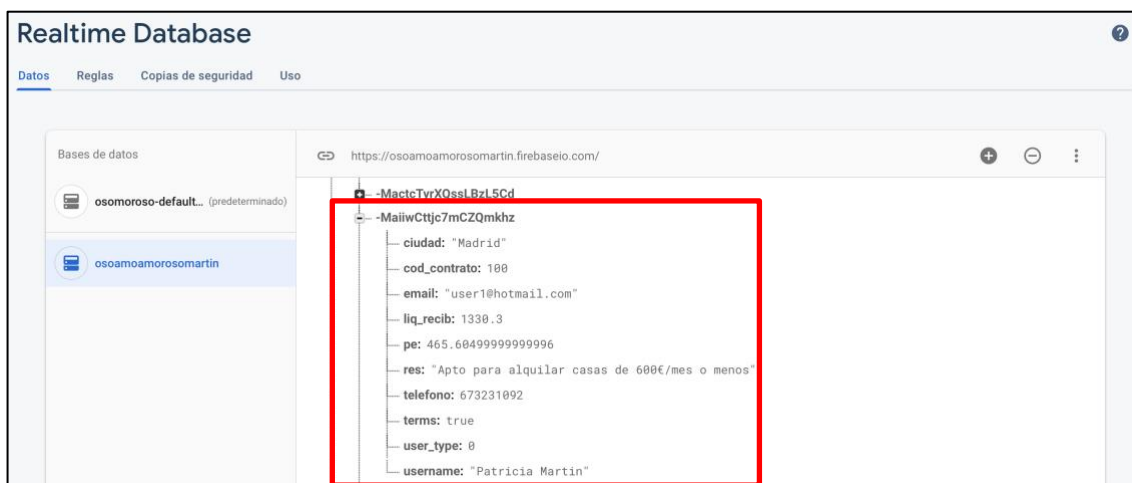 Realtime Database
Datos Reglas Copias de seguridad Uso
Bases de datos
https://osoamoamorosomartin.firebaseio.com/
osomoroso-default... (predeterminado)
osoamoamorosomartin
-MactcTyrXQssLBzL5Cd
-MaiiwCttjc7mCZQmkhz
ciudad: "Madrid"
cod_contrato: 100
email: "user1@hotmail.com"
liq_recib: 1330.3
pe: 465.60499999999996
res: "Apto para alquilar casas de 600€/mes o menos"
telefono: 673231092
terms: true
user_type: 0
username: "Patricia Martin"